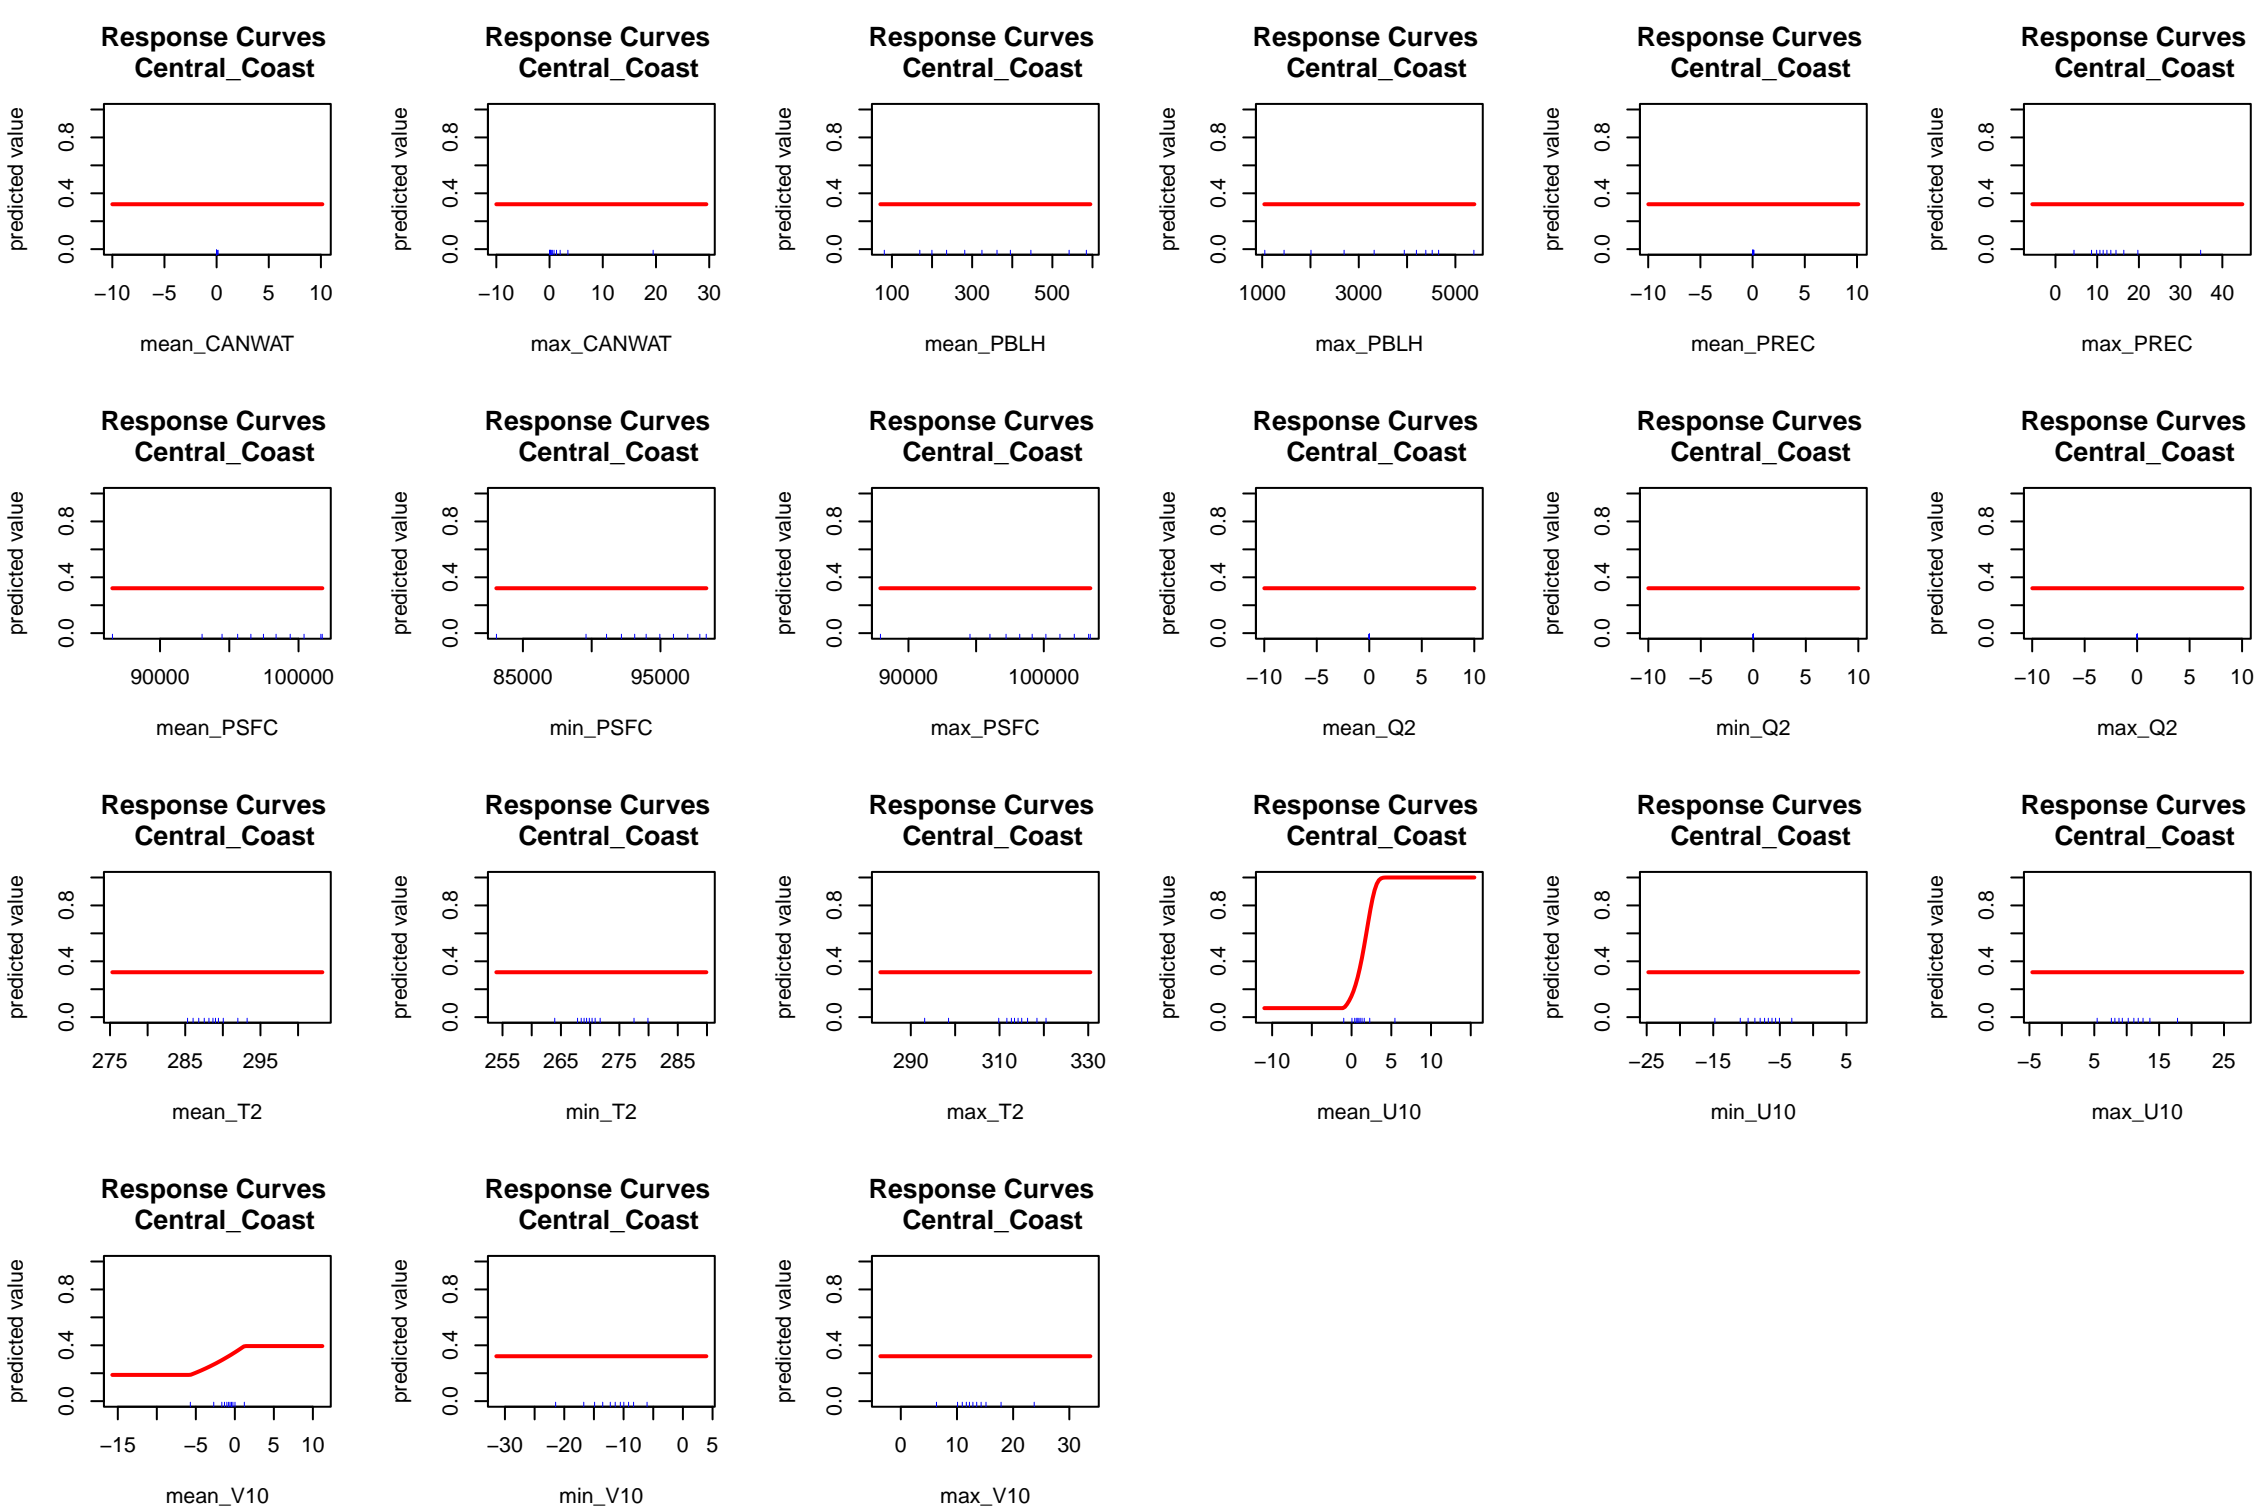 Response Curves
Central_Coast
predicted value
0.0 0.4 0.8
−10 −5 0 5 10
mean_CANWAT
Response Curves
Central_Coast
predicted value
0.0 0.4 0.8
−10 0 10 20 30
max_CANWAT
Response Curves
Central_Coast
predicted value
0.0 0.4 0.8
100 300 500
mean_PBLH
Response Curves
Central_Coast
predicted value
0.0 0.4 0.8
1000 3000 5000
max_PBLH
Response Curves
Central_Coast
predicted value
0.0 0.4 0.8
−10 −5 0 5 10
mean_PREC
Response Curves
Central_Coast
predicted value
0.0 0.4 0.8
0 10 20 30 40
max_PREC
Response Curves
Central_Coast
predicted value
0.0 0.4 0.8
90000 100000
mean_PSFC
Response Curves
Central_Coast
predicted value
0.0 0.4 0.8
85000 95000
min_PSFC
Response Curves
Central_Coast
predicted value
0.0 0.4 0.8
90000 100000
max_PSFC
Response Curves
Central_Coast
predicted value
0.0 0.4 0.8
−10 −5 0 5 10
mean_Q2
Response Curves
Central_Coast
predicted value
0.0 0.4 0.8
−10 −5 0 5 10
min_Q2
Response Curves
Central_Coast
predicted value
0.0 0.4 0.8
−10 −5 0 5 10
max_Q2
Response Curves
Central_Coast
predicted value
0.0 0.4 0.8
275 285 295
mean_T2
Response Curves
Central_Coast
predicted value
0.0 0.4 0.8
255 265 275 285
min_T2
Response Curves
Central_Coast
predicted value
0.0 0.4 0.8
290 310 330
max_T2
Response Curves
Central_Coast
predicted value
0.0 0.4 0.8
−10 0 5 10
mean_U10
Response Curves
Central_Coast
predicted value
0.0 0.4 0.8
−25 −15 −5 5
min_U10
Response Curves
Central_Coast
predicted value
0.0 0.4 0.8
−5 5 15 25
max_U10
Response Curves
Central_Coast
predicted value
0.0 0.4 0.8
−15 −5 0 5 10
mean_V10
Response Curves
Central_Coast
predicted value
0.0 0.4 0.8
−30 −20 −10 0 5
min_V10
Response Curves
Central_Coast
predicted value
0.0 0.4 0.8
0 10 20 30
max_V10